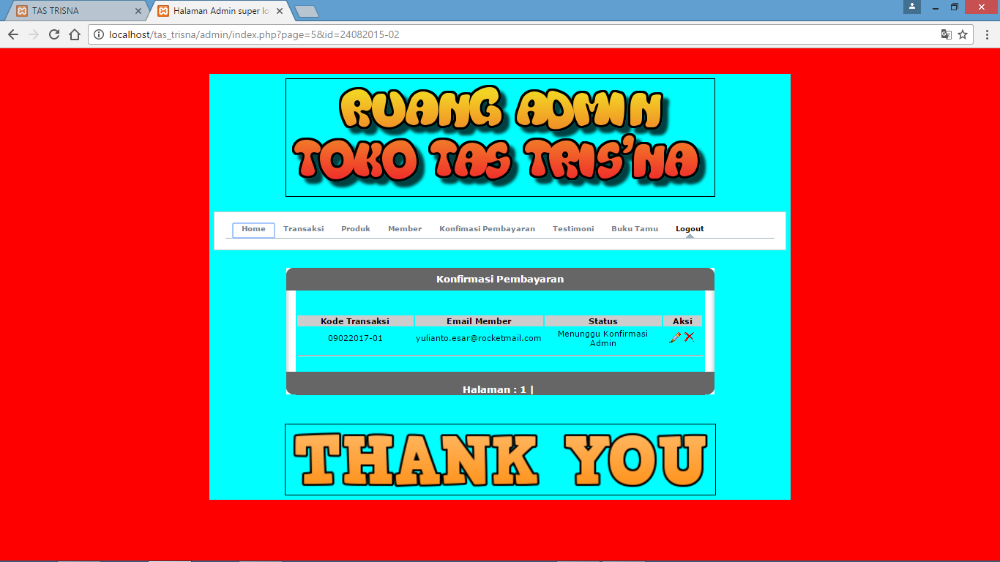 TAS TRISNA
Halaman Admin super lo
localhost/tas_trisna/admin/index.php?page=5&id=24082015-02
RUANG ADMIN
TOKO TAS TRIS'NA
Home Transaksi Produk Member Konfimasi Pembayaran Testimoni Buku Tamu Logout
Konfirmasi Pembayaran
Kode Transaksi Email Member Status Aksi
09022017-01 yulianto.esar@rocketmail.com Menunggu Konfirmasi
Admin
Halaman : 1 |
THANK YOU